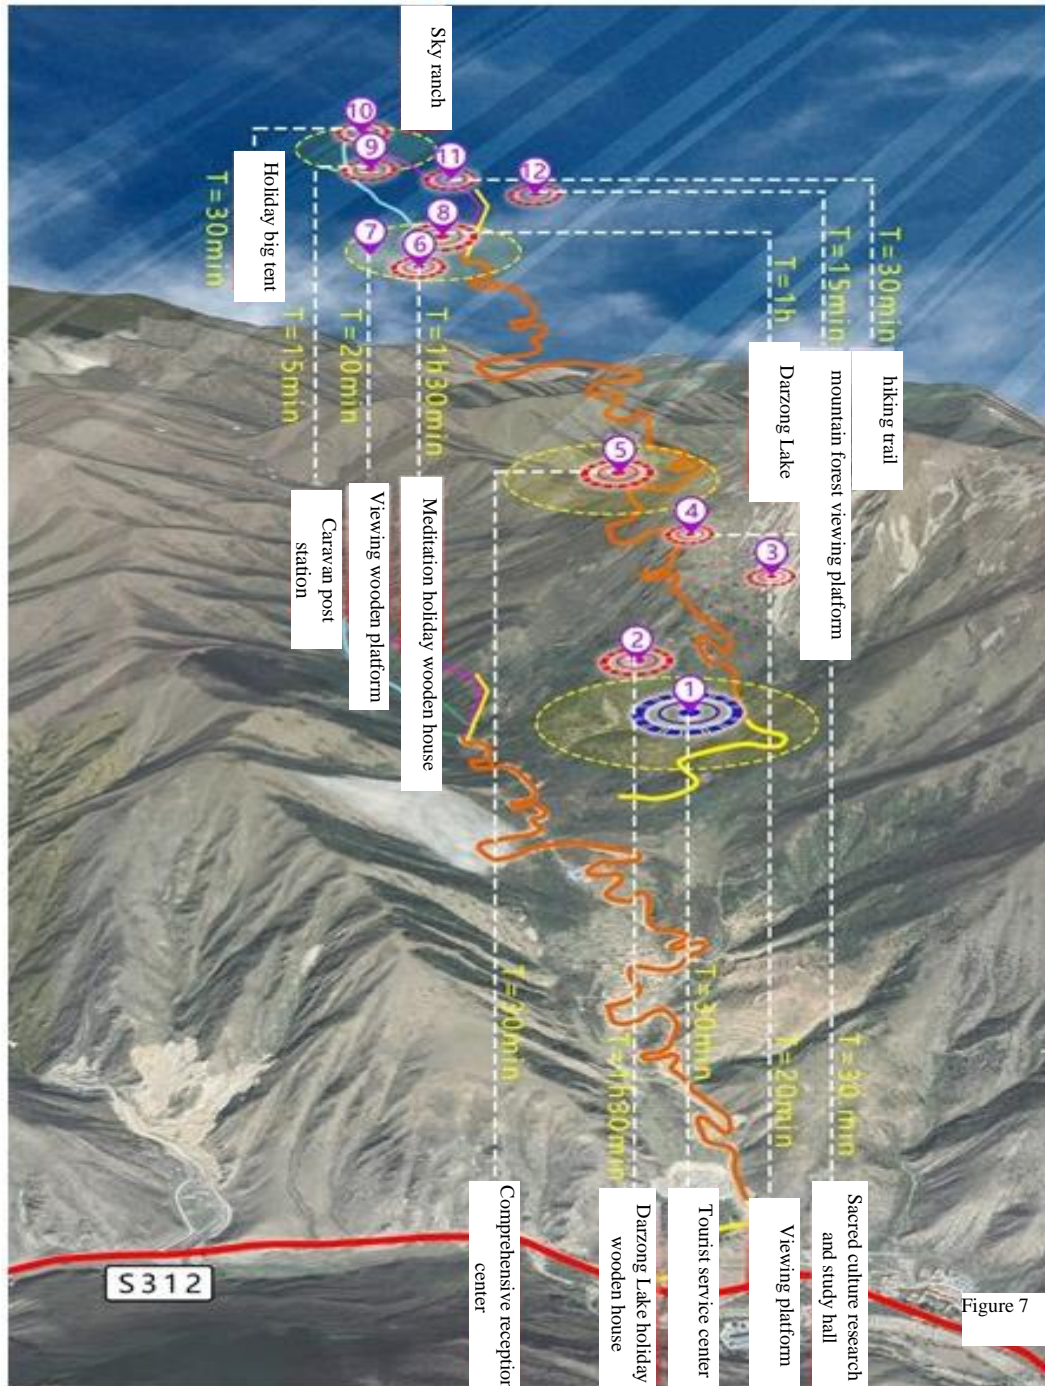 Sky ranch
10
9
11
12
8
7
6
Holiday big tent
T=30min
T=15min
T=20min
T=1h30min
T=1h
T=15min
T=30min
Darzong Lake
mountain forest viewing platform
hiking trail
5
4
3
2
1
Caravan post
station
Viewing wooden platform
Meditation holiday wooden house
T=30min
T=1h30min
T=30min
T=20min
T=30 min
Comprehensive reception
center
Darzong Lake holiday
wooden house
Tourist service center
Viewing platform
Sacred culture research
and study hall
S312
Figure 7